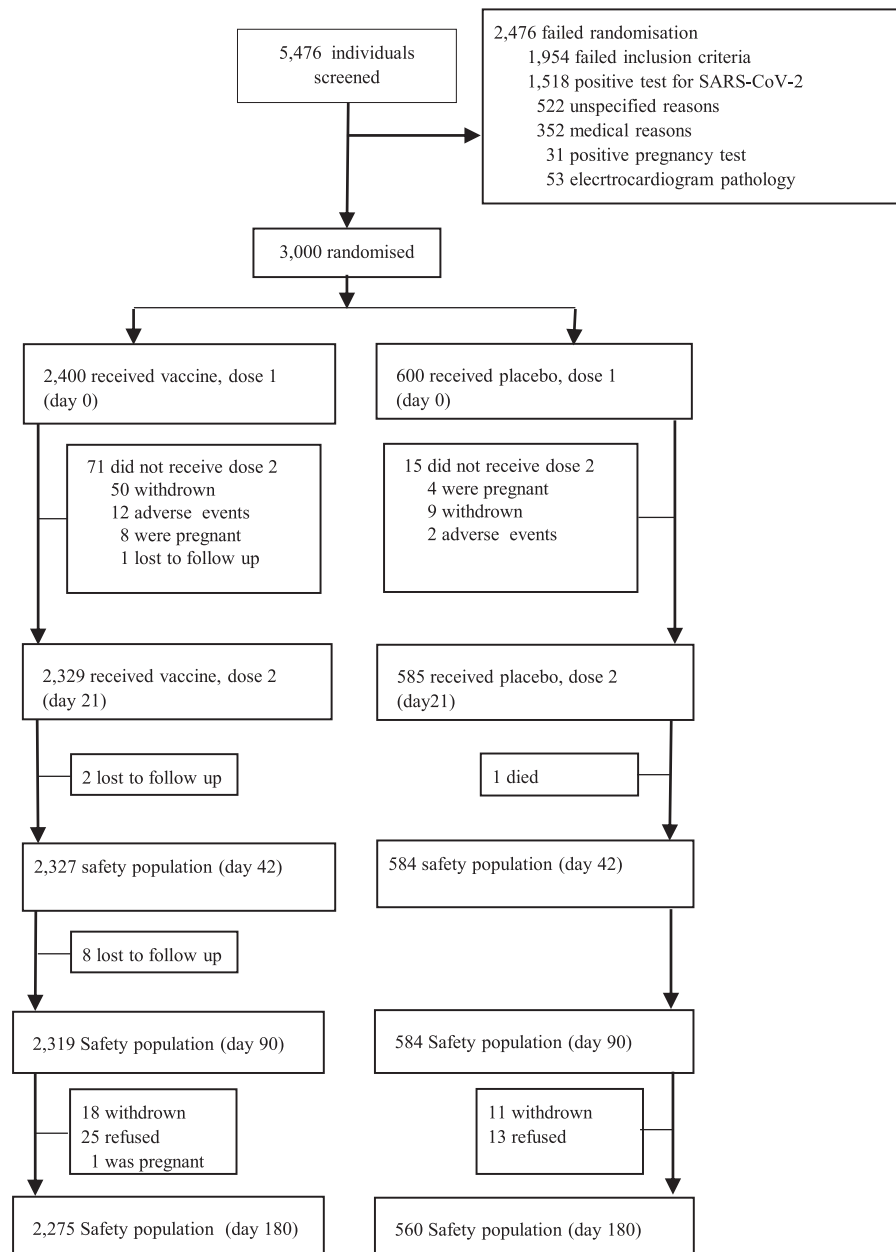 5,476 individuals
screened
2,476 failed randomisation
1,954 failed inclusion criteria
1,518 positive test for SARS-CoV-2
522 unspecified reasons
352 medical reasons
31 positive pregnancy test
53 elecrtrocardiogram pathology
3,000 randomised
2,400 received vaccine, dose 1
(day 0)
600 received placebo, dose 1
(day 0)
71 did not receive dose 2
50 withdrown
12 adverse events
8 were pregnant
1 lost to follow up
15 did not receive dose 2
4 were pregnant
9 withdrown
2 adverse events
2,329 received vaccine, dose 2
(day 21)
585 received placebo, dose 2
(day21)
2 lost to follow up
1 died
2,327 safety population (day 42)
584 safety population (day 42)
8 lost to follow up
2,319 Safety population (day 90)
584 Safety population (day 90)
18 withdrown
25 refused
1 was pregnant
11 withdrown
13 refused
2,275 Safety population (day 180)
560 Safety population (day 180)